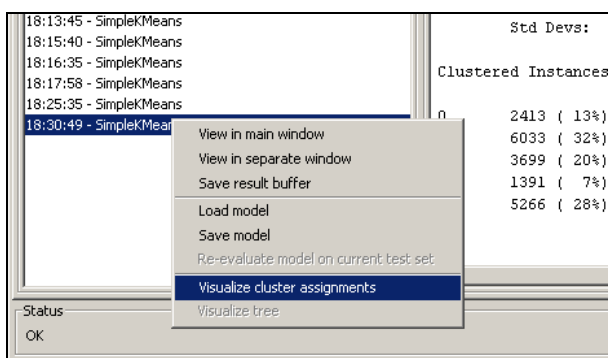 18:13:45 - SimpleKMeans
18:15:40 - SimpleKMeans
18:16:35 - SimpleKMeans
18:17:58 - SimpleKMeans
18:25:35 - SimpleKMeans
18:30:49 - SimpleKMea
View in main window
View in separate window
Save result buffer
Load model
Save model
Re-evaluate model on current test set
Visualize cluster assignments
Visualize tree
Std Devs:
Clustered Instances
0 2413 ( 13%)
6033 ( 32%)
3699 ( 20%)
1391 ( 7%)
5266 ( 28%)
Status
OK